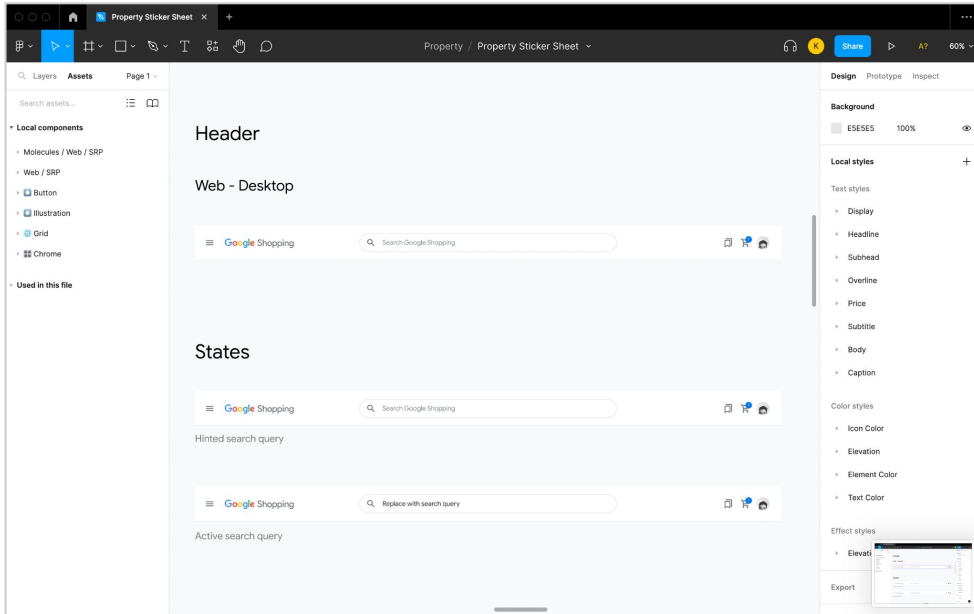 Property Sticker Sheet
Property / Property Sticker Sheet
K
Share
A?
60%
Layers Assets Page 1
Search assets...
Local components
Molecules / Web / SRP
Web / SRP
Button
Illustration
Grid
Chrome
Used in this file
Header
Web - Desktop
Google Shopping
Search Google Shopping
1
States
Google Shopping
Search Google Shopping
1
Hinted search query
Google Shopping
Replace with search query
1
Active search query
Design Prototype Inspect
Background
E5E5E5 100%
Local styles
Text styles
Display
Headline
Subhead
Overline
Price
Subtitle
Body
Caption
Color styles
Icon Color
Elevation
Element Color
Text Color
Effect styles
Elevati
Export